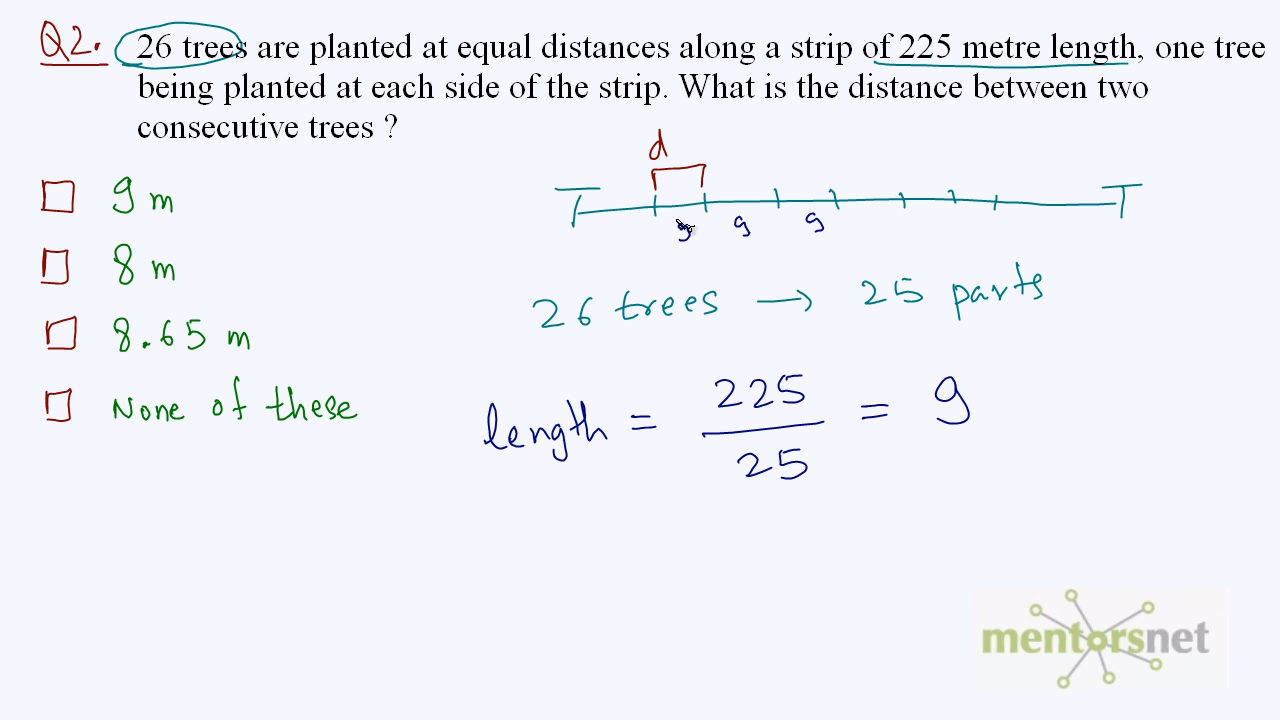 Q2. 26 trees are planted at equal distances along a strip of 225 metre length, one tree
being planted at each side of the strip. What is the distance between two
consecutive trees ?
d
9 m
T T
9 9 9
8 m
26 trees → 25 parts
8.65 m
None of these
length = 225 = 9
25
mentorsnet